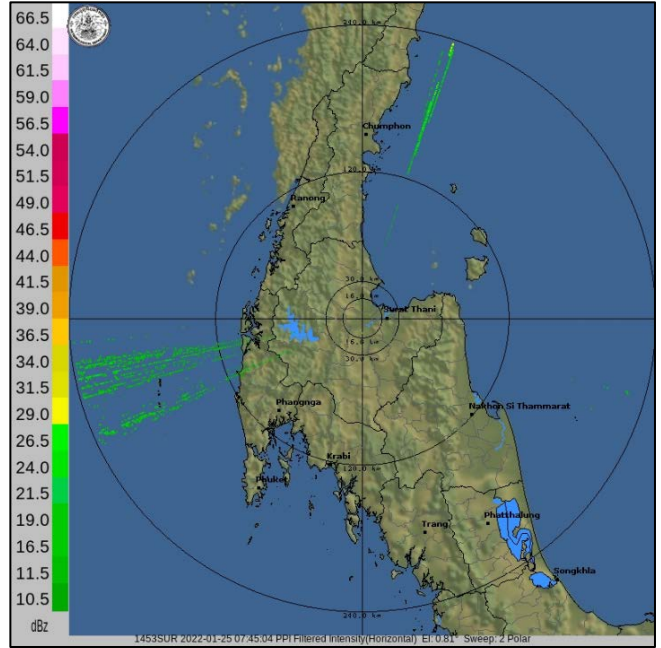 66.5
64.0
61.5
59.0
56.5
54.0
51.5
49.0
46.5
44.0
41.5
39.0
36.5
34.0
31.5
29.0
26.5
24.0
21.5
19.0
16.5
11.5
10.5
dBz
240.0 km
Chumphon
120.0 km
Ranong
30.0 km
16.0 km
Surat Thani
16.0 km
30.0 km
Phangnga
Nakhon Si Thammarat
Krabi
120.0 km
Phuket
Phatthalung
Trang
Songkhla
240.0 km
1453SUR 2022-01-25 07:45:04 PPI Filtered Intensity(Horizontal) El: 0.81° Sweep: 2 Polar